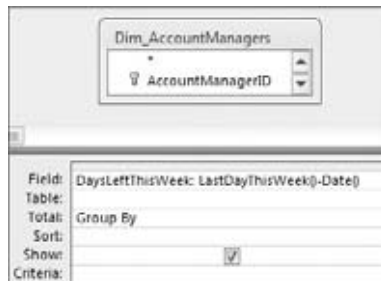 Dim_AccountManagers
*
AccountManagerID
Field: DaysLeftThisWeek: LastDayThisWeek()-Date()
Table:
Total: Group By
Sort:
Show:
Criteria: